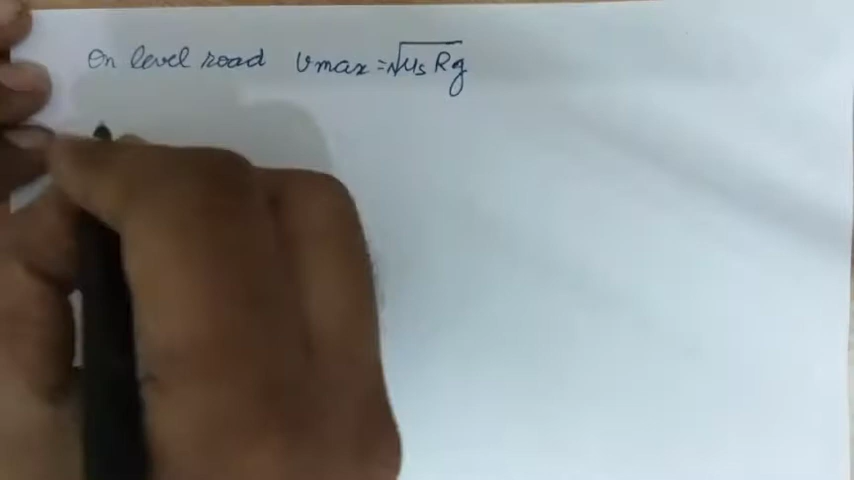 On level road vmax = √μs Rg